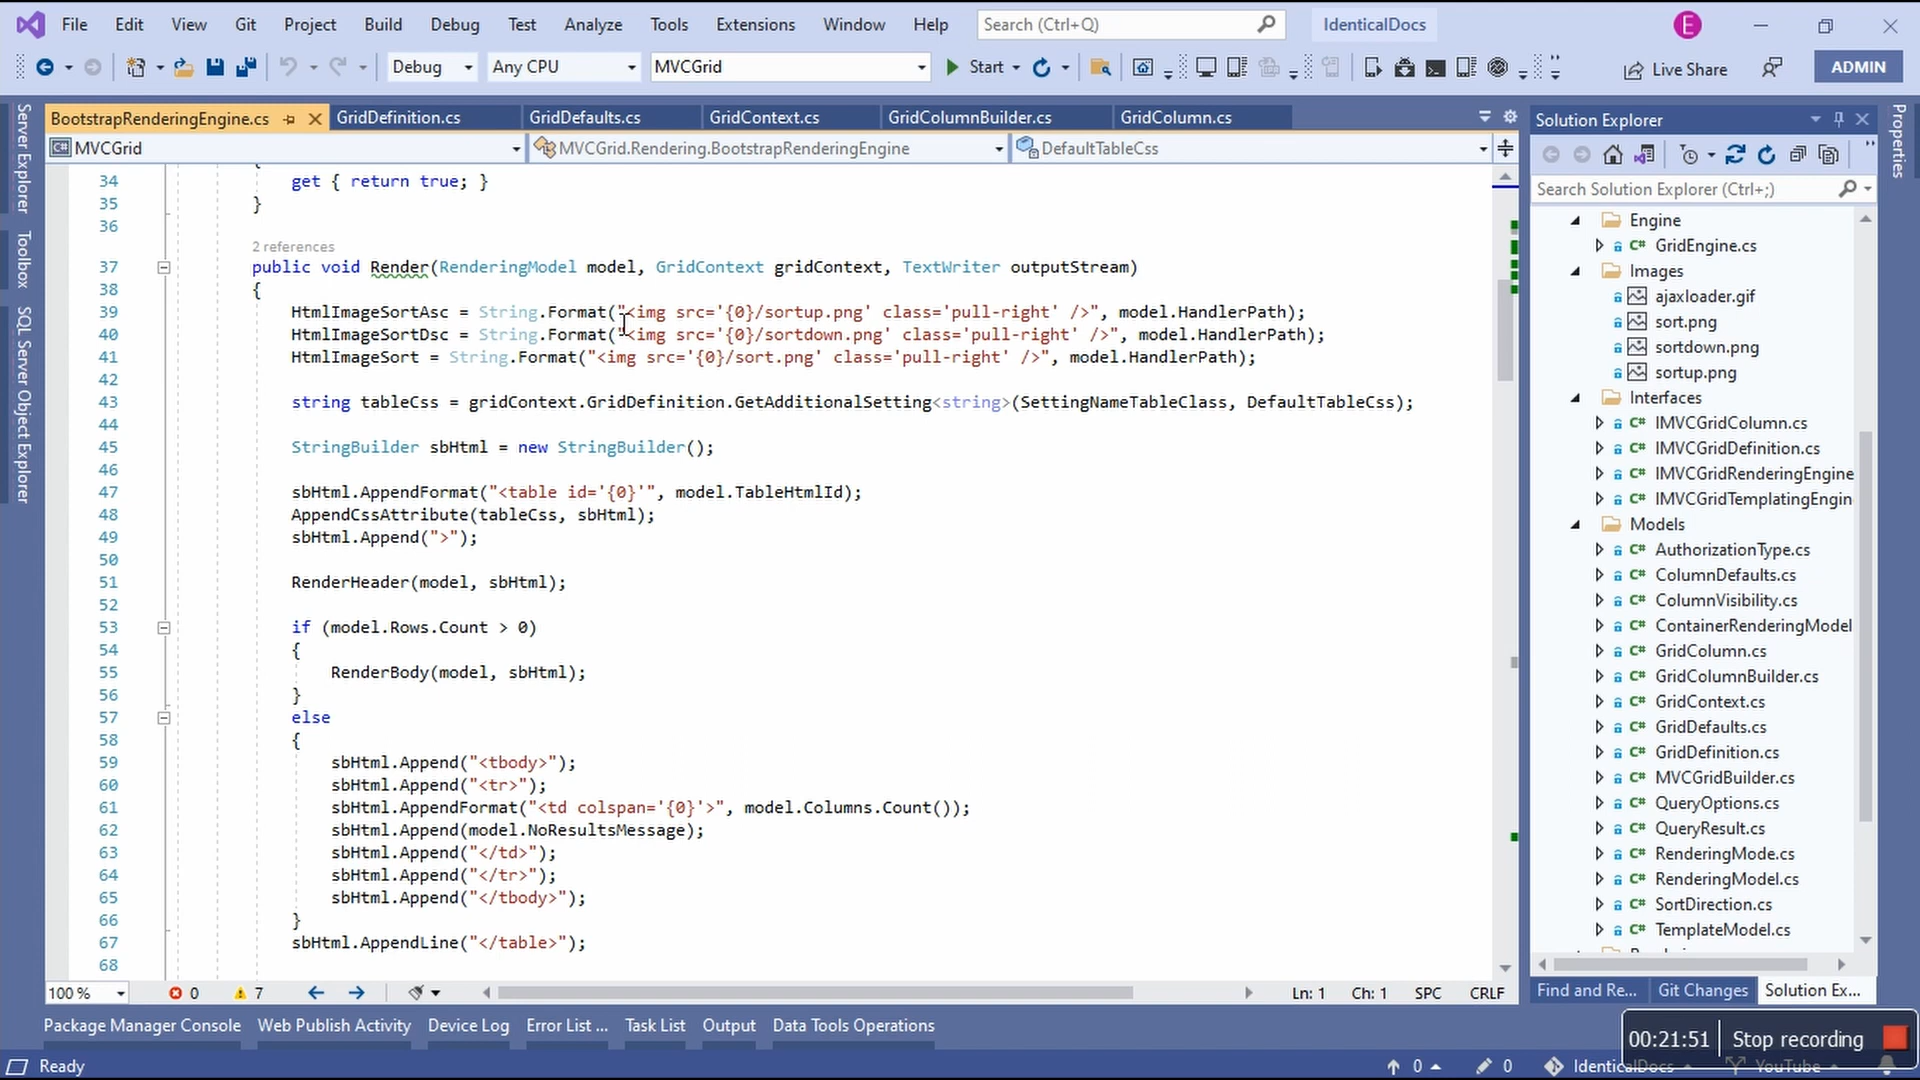 File Edit View Git Project Build Debug Test Analyze Tools Extensions Window Help Search (Ctrl+Q) IdenticalDocs E
Debug Any CPU MVCGrid Start Live Share ADMIN
BootstrapRenderingEngine.cs GridDefinition.cs GridDefaults.cs GridContext.cs GridColumnBuilder.cs GridColumn.cs
MVCGrid MVCGrid.Rendering.BootstrapRenderingEngine DefaultTableCss
Server Explorer
Toolbox
SQL Server Object Explorer
34 get { return true; }
35 }
36
2 references
37 public void Render(RenderingModel model, GridContext gridContext, TextWriter outputStream)
38 {
39 HtmlImageSortAsc = String.Format("<img src='{0}/sortup.png' class='pull-right' />", model.HandlerPath);
40 HtmlImageSortDsc = String.Format("<img src='{0}/sortdown.png' class='pull-right' />", model.HandlerPath);
41 HtmlImageSort = String.Format("<img src='{0}/sort.png' class='pull-right' />", model.HandlerPath);
42
43 string tableCss = gridContext.GridDefinition.GetAdditionalSetting<string>(SettingNameTableClass, DefaultTableCss);
44
45 StringBuilder sbHtml = new StringBuilder();
46
47 sbHtml.AppendFormat("<table id='{0}'", model.TableHtmlId);
48 AppendCssAttribute(tableCss, sbHtml);
49 sbHtml.Append(">");
50
51 RenderHeader(model, sbHtml);
52
53 if (model.Rows.Count > 0)
54 {
55 RenderBody(model, sbHtml);
56 }
57 else
58 {
59 sbHtml.Append("<tbody>");
60 sbHtml.Append("<tr>");
61 sbHtml.AppendFormat("<td colspan='{0}'>", model.Columns.Count());
62 sbHtml.Append(model.NoResultsMessage);
63 sbHtml.Append("</td>");
64 sbHtml.Append("</tr>");
65 sbHtml.Append("</tbody>");
66 }
67 sbHtml.AppendLine("</table>");
68
100 % 0 7 Ln: 1 Ch: 1 SPC CRLF
Solution Explorer
Search Solution Explorer (Ctrl+;)
Engine
C# GridEngine.cs
Images
ajaxloader.gif
sort.png
sortdown.png
sortup.png
Interfaces
C# IMVCGridColumn.cs
C# IMVCGridDefinition.cs
C# IMVCGridRenderingEngine
C# IMVCGridTemplatingEngin
Models
C# AuthorizationType.cs
C# ColumnDefaults.cs
C# ColumnVisibility.cs
C# ContainerRenderingModel
C# GridColumn.cs
C# GridColumnBuilder.cs
C# GridContext.cs
C# GridDefaults.cs
C# GridDefinition.cs
C# MVCGridBuilder.cs
C# QueryOptions.cs
C# QueryResult.cs
C# RenderingMode.cs
C# RenderingModel.cs
C# SortDirection.cs
C# TemplateModel.cs
Find and Re... Git Changes Solution Ex...
Properties
Package Manager Console Web Publish Activity Device Log Error List ... Task List Output Data Tools Operations
00:21:51 Stop recording
Ready 0 0 IdenticalDocs YouTube